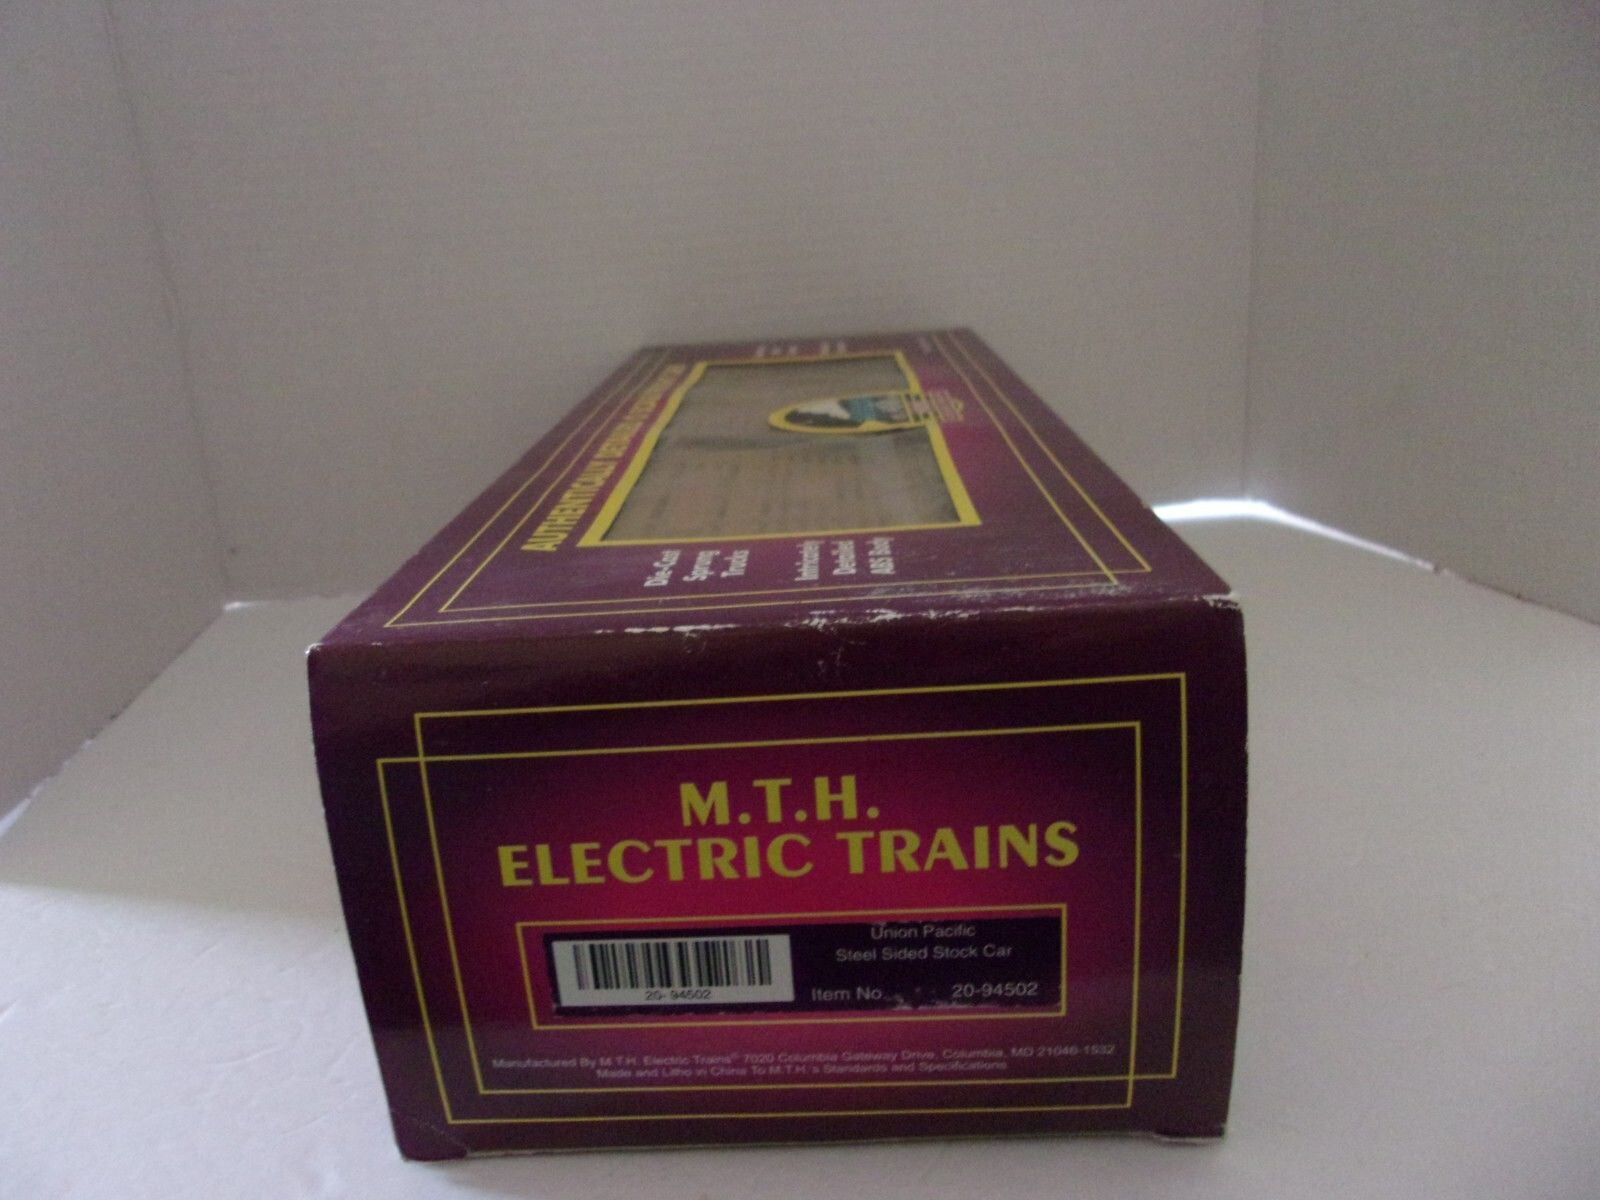 AUTHENTICALLY DETAILED
Die-Cast
Sprung
Trucks
Intricately
Detailed
ABS Body
M.T.H.
ELECTRIC TRAINS
20- 94502
Union Pacific
Steel Sided Stock Car
Item No. 20-94502
Manufactured By M.T.H. Electric Trains® 7020 Columbia Gateway Drive, Columbia, MD 21046-1532
Made and Litho in China To M.T.H.'s Standards and Specifications